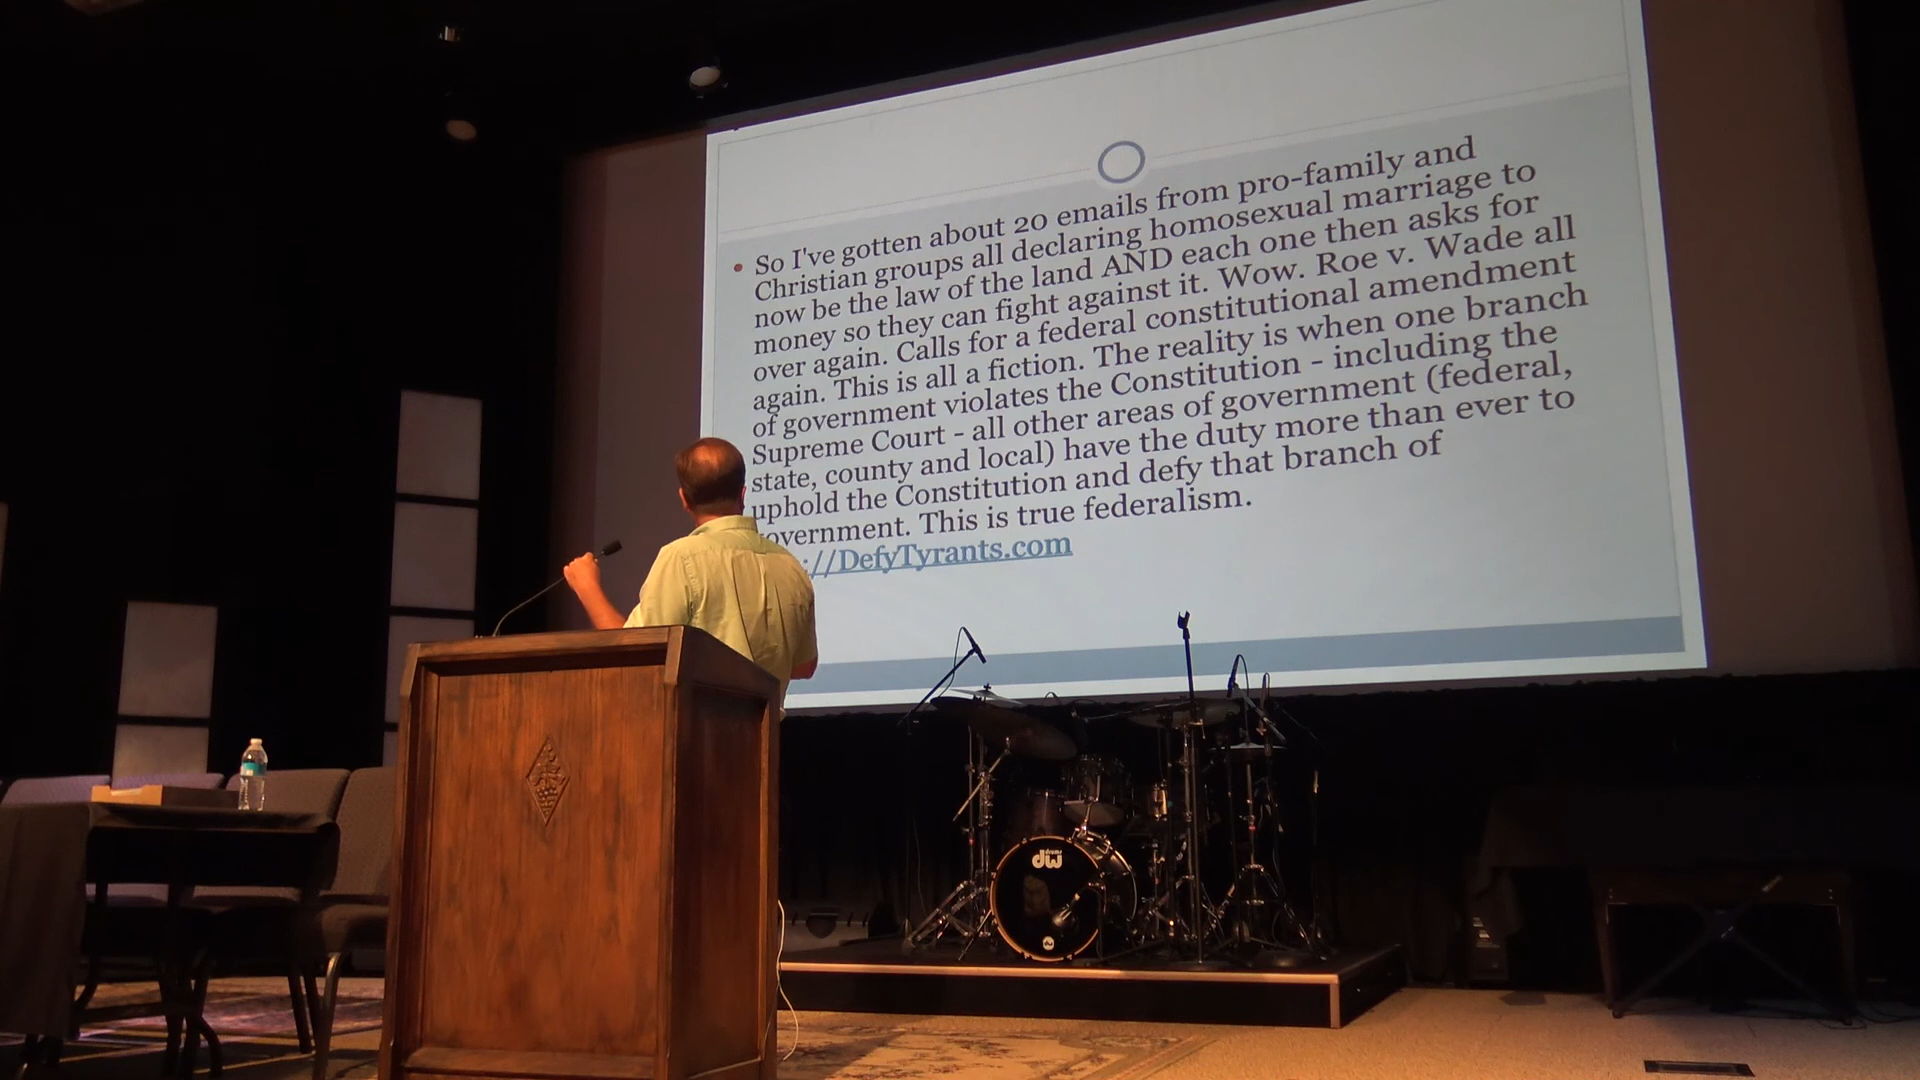 So I've gotten about 20 emails from pro-family and
Christian groups all declaring homosexual marriage to
now be the law of the land AND each one then asks for
money so they can fight against it. Wow. Roe v. Wade all
over again. Calls for a federal constitutional amendment
again. This is all a fiction. The reality is when one branch
of government violates the Constitution - including the
Supreme Court - all other areas of government (federal,
state, county and local) have the duty more than ever to
uphold the Constitution and defy that branch of
overnment. This is true federalism.
://DefyTyrants.com
drums
dw
dw